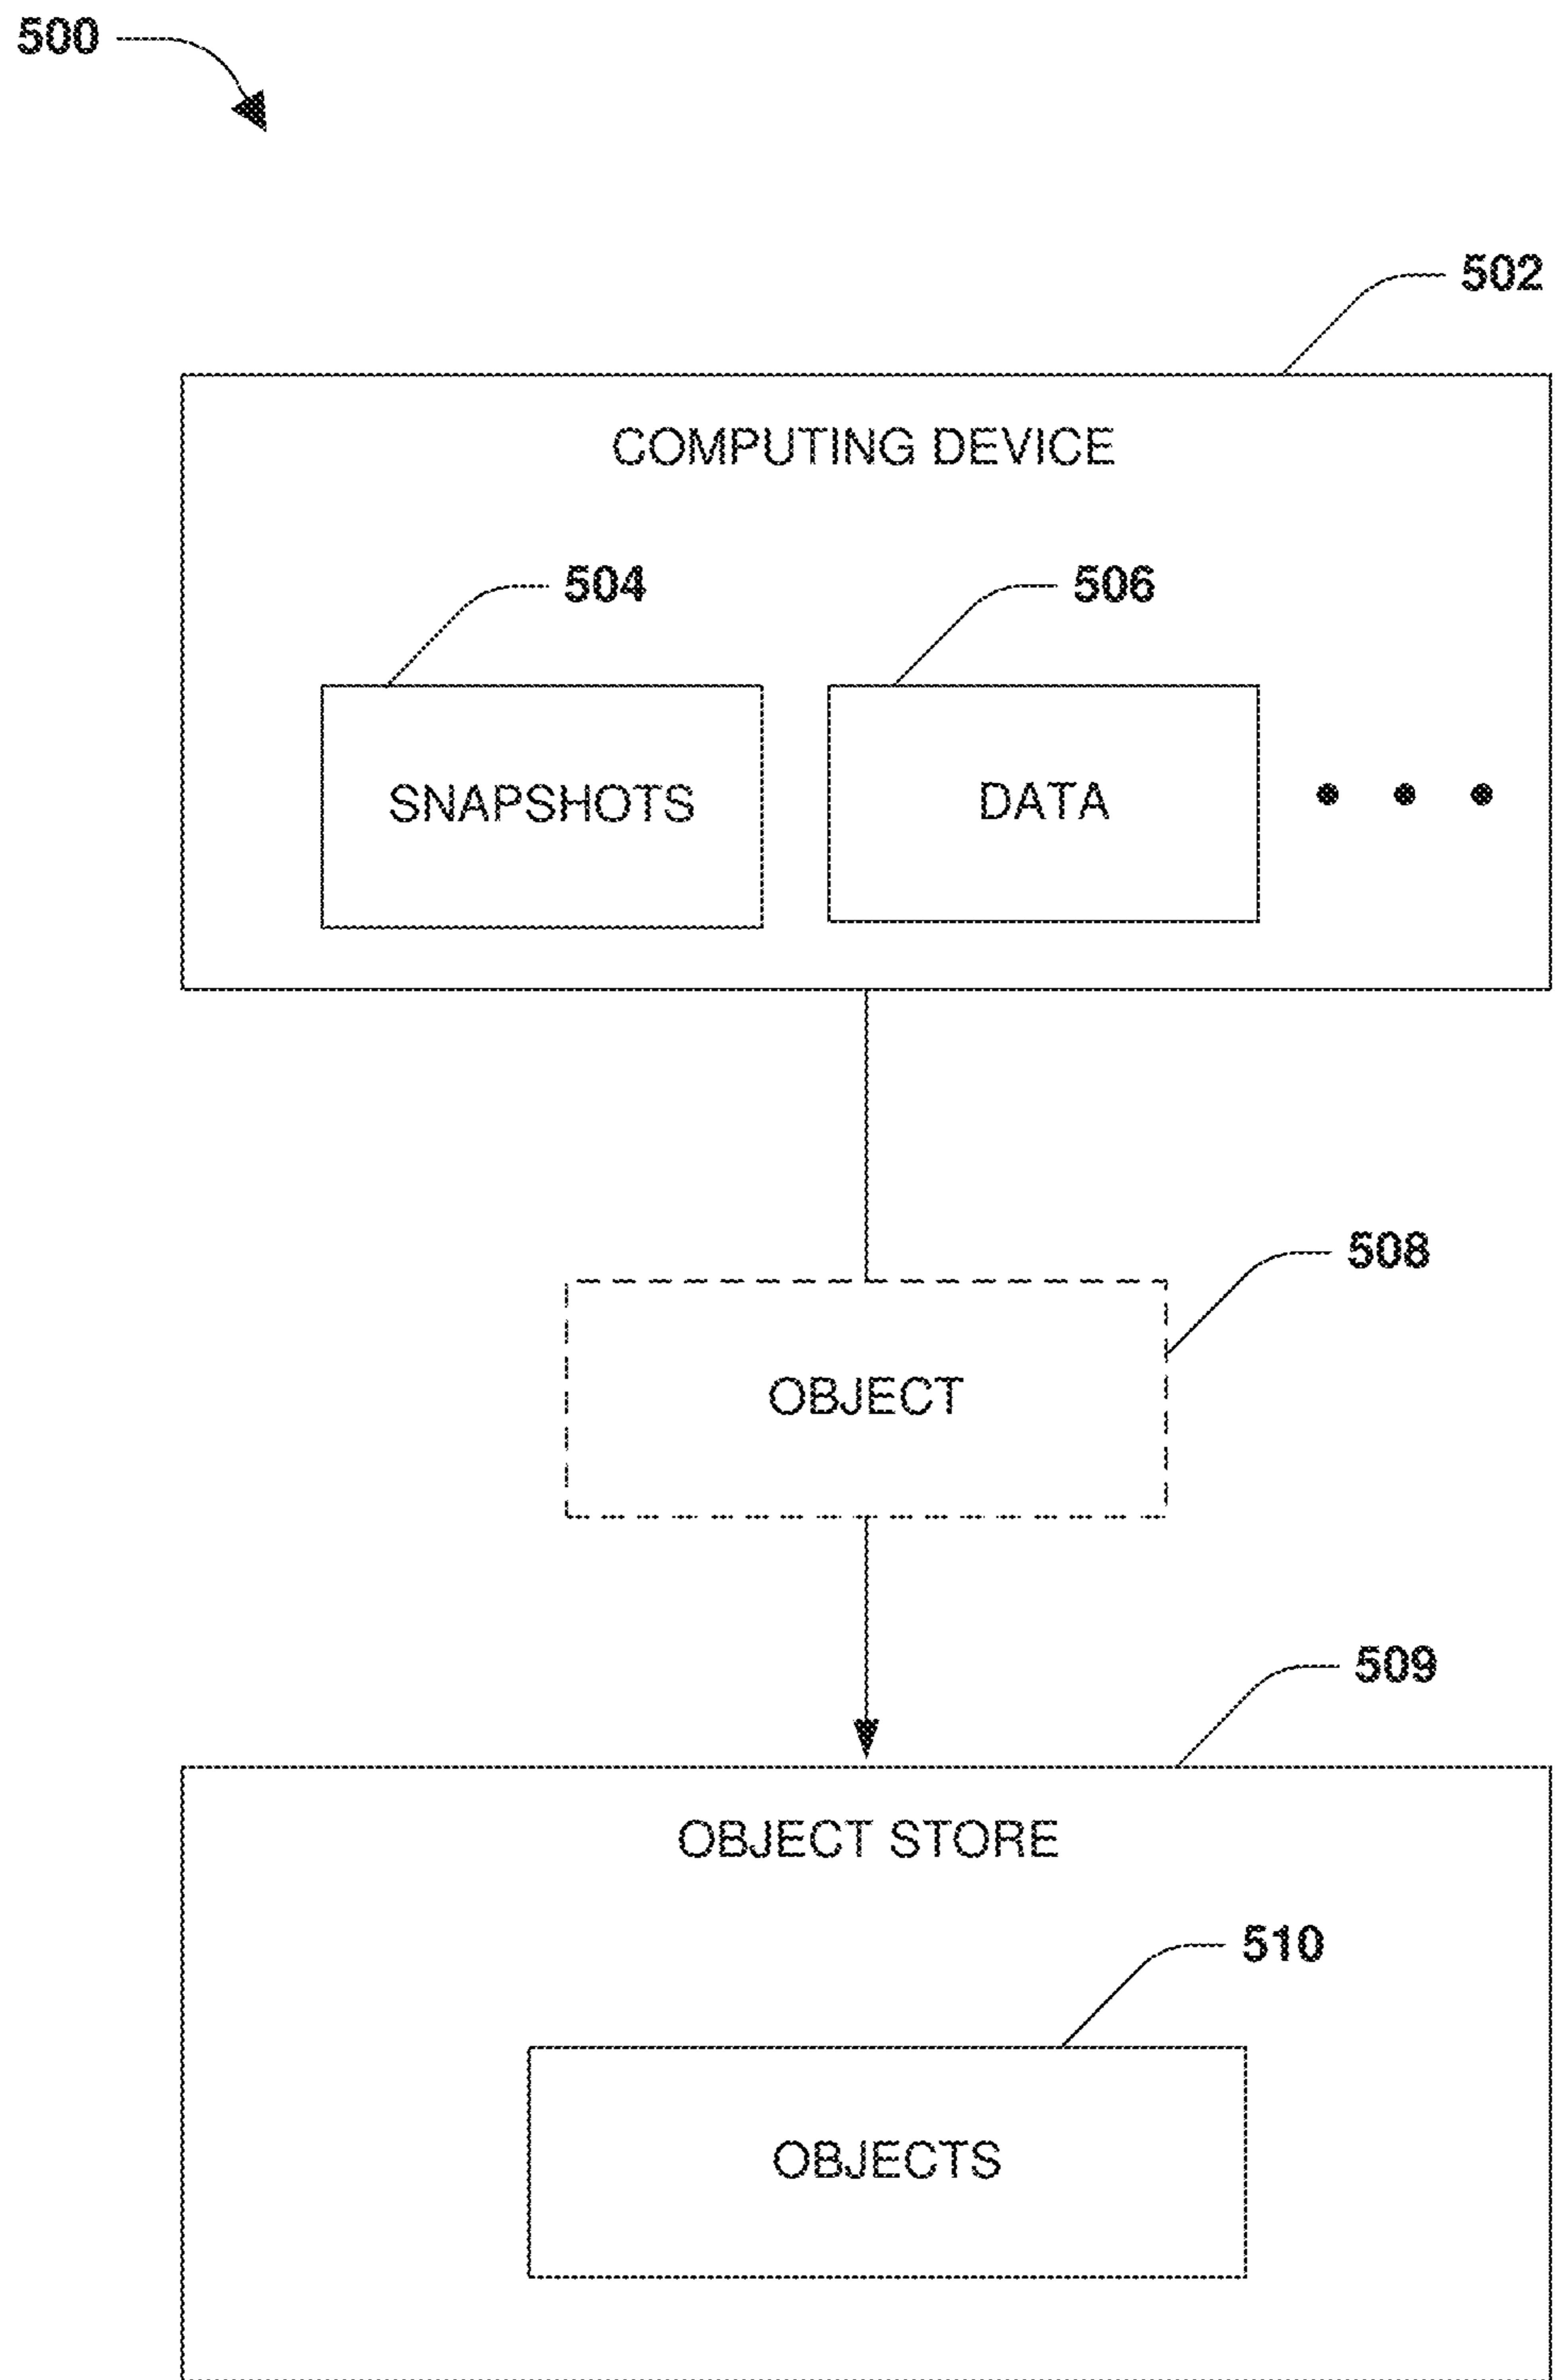 500
502
COMPUTING DEVICE
504
506
SNAPSHOTS
DATA
508
OBJECT
509
OBJECT STORE
510
OBJECTS